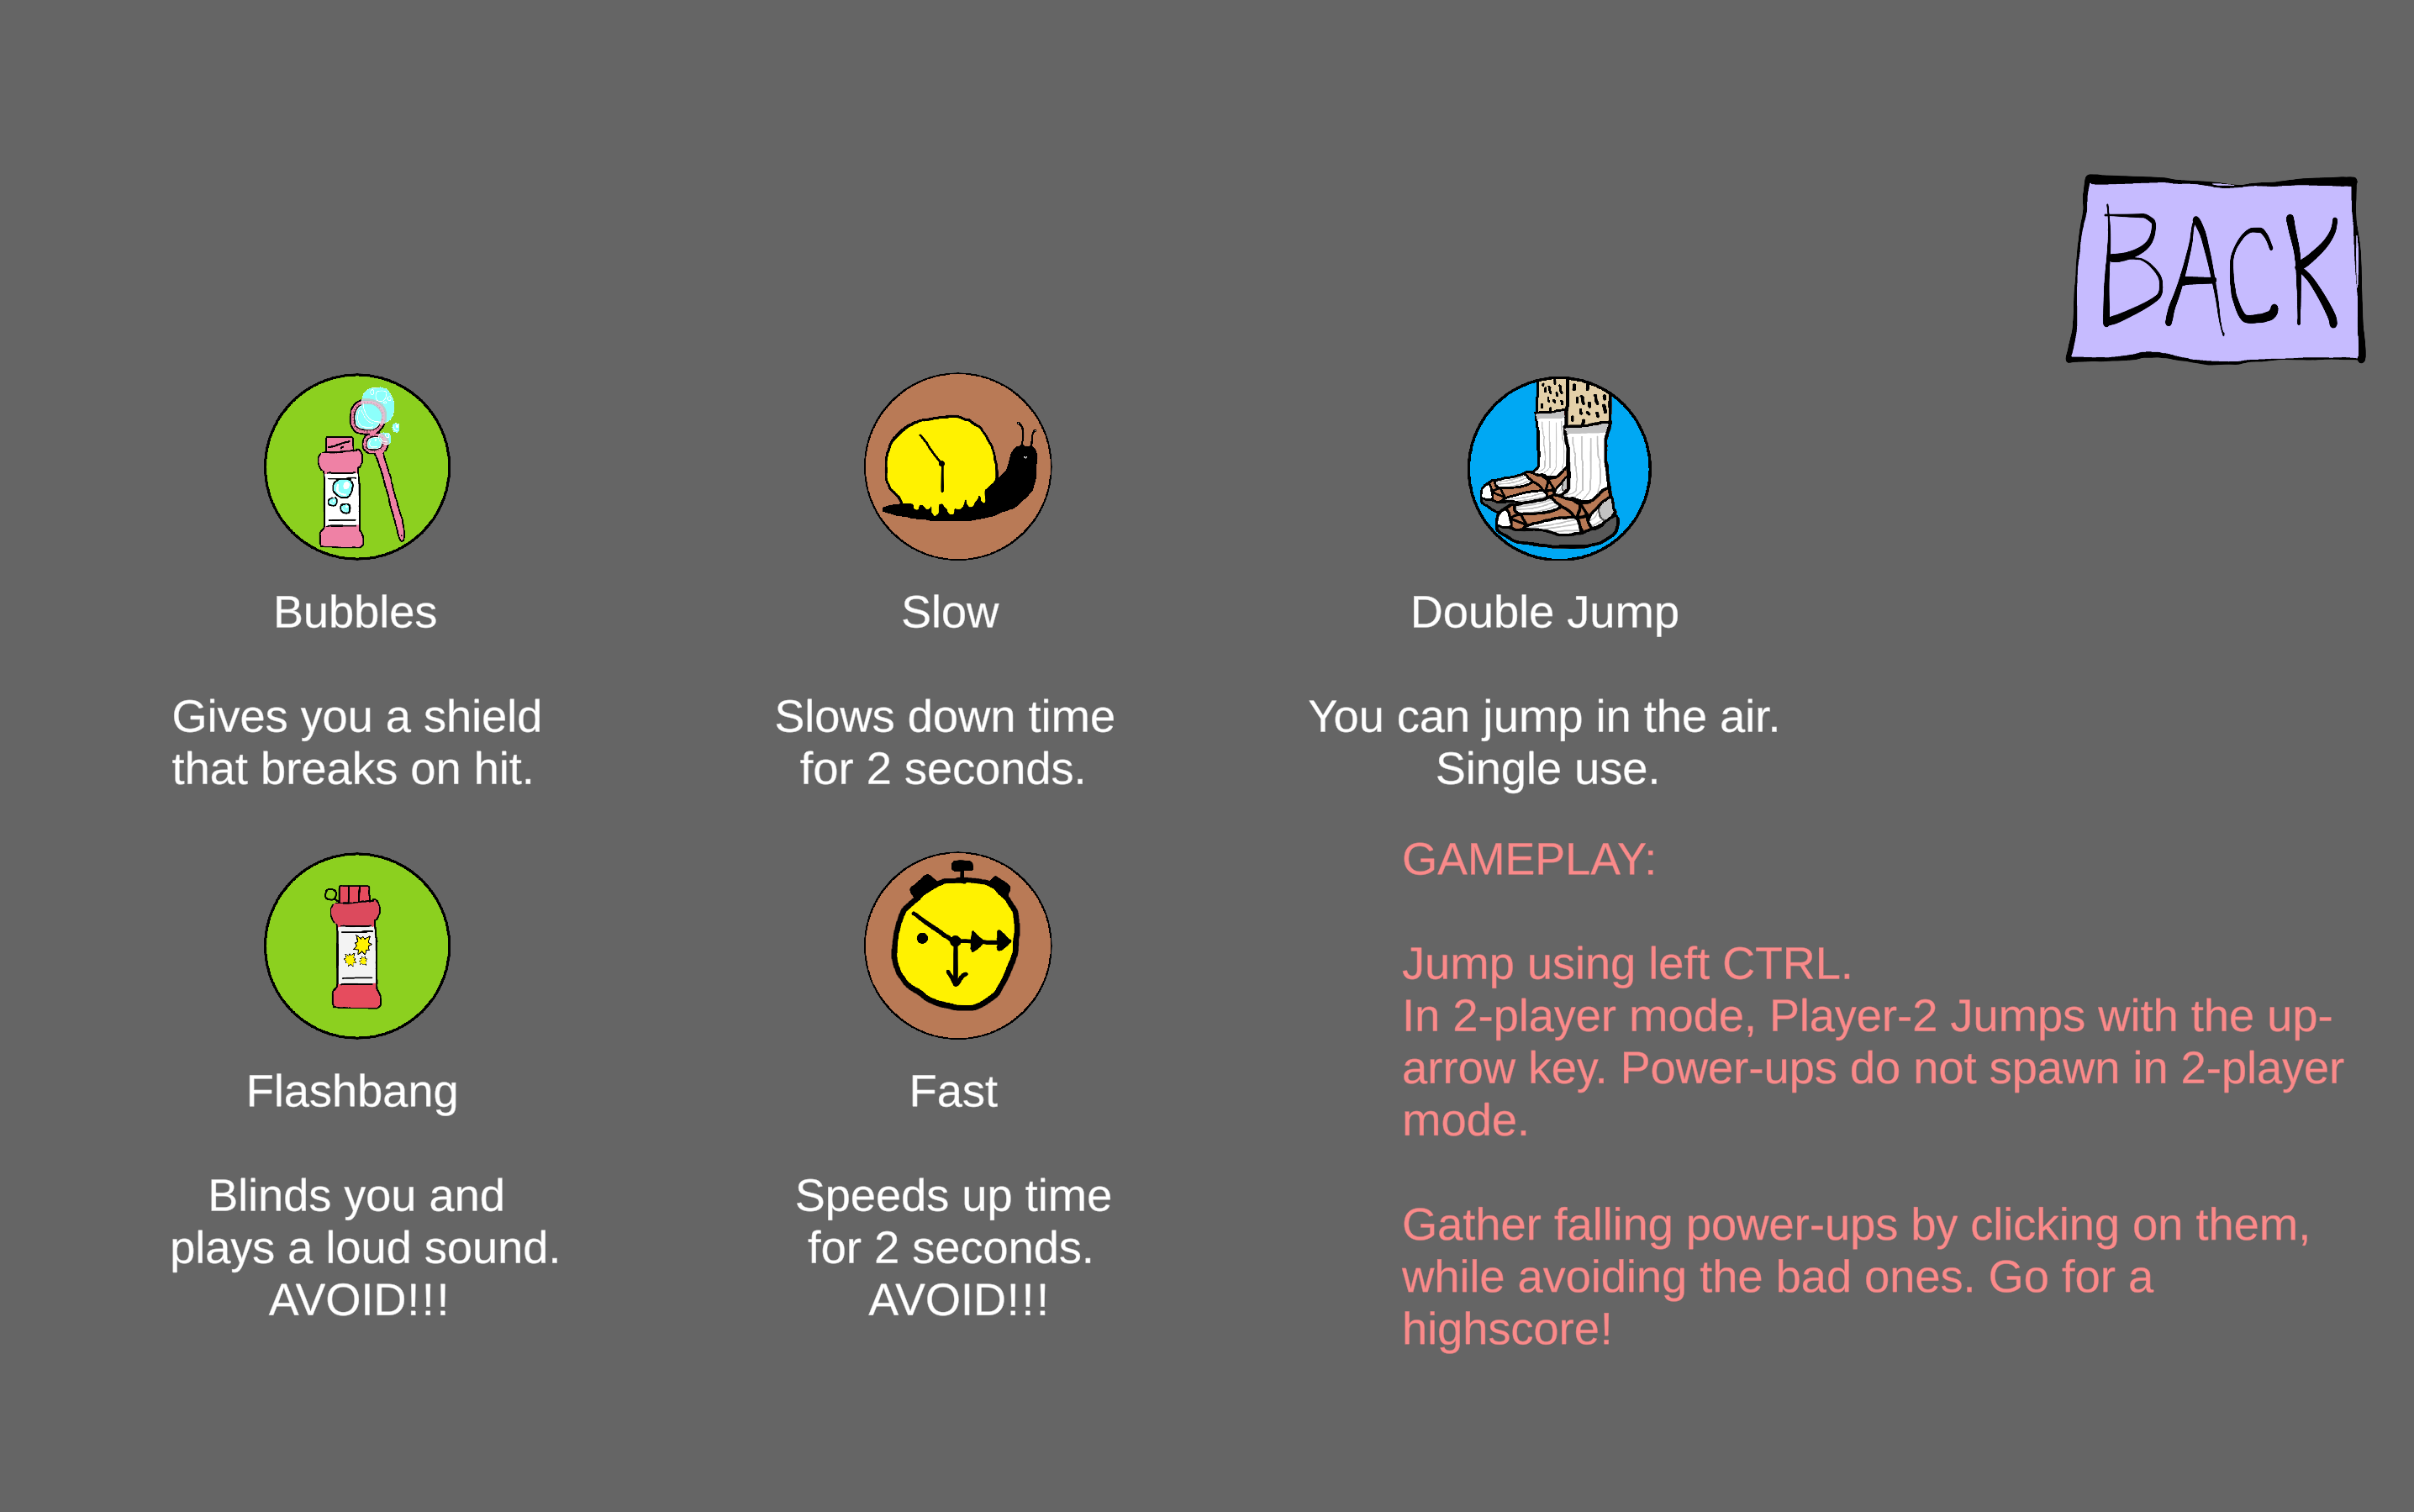 BACK
Bubbles
Gives you a shield
that breaks on hit.
Slow
Slows down time
for 2 seconds.
Double Jump
You can jump in the air.
Single use.
Flashbang
Blinds you and
plays a loud sound.
AVOID!!!
Fast
Speeds up time
for 2 seconds.
AVOID!!!
GAMEPLAY:
Jump using left CTRL.
In 2-player mode, Player-2 Jumps with the up-
arrow key. Power-ups do not spawn in 2-player
mode.
Gather falling power-ups by clicking on them,
while avoiding the bad ones. Go for a
highscore!